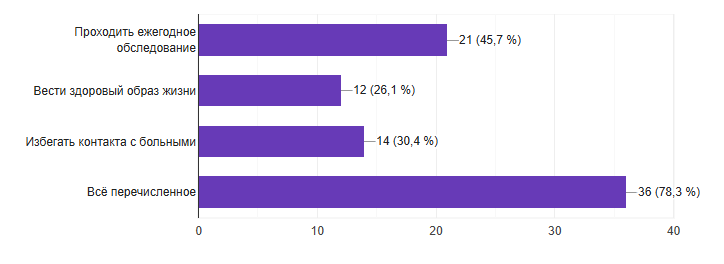 Проходить ежегодное
обследование
21 (45,7 %)
Вести здоровый образ жизни
12 (26,1 %)
Избегать контакта с больными
14 (30,4 %)
Всё перечисленное
36 (78,3 %)
0
10
20
30
40